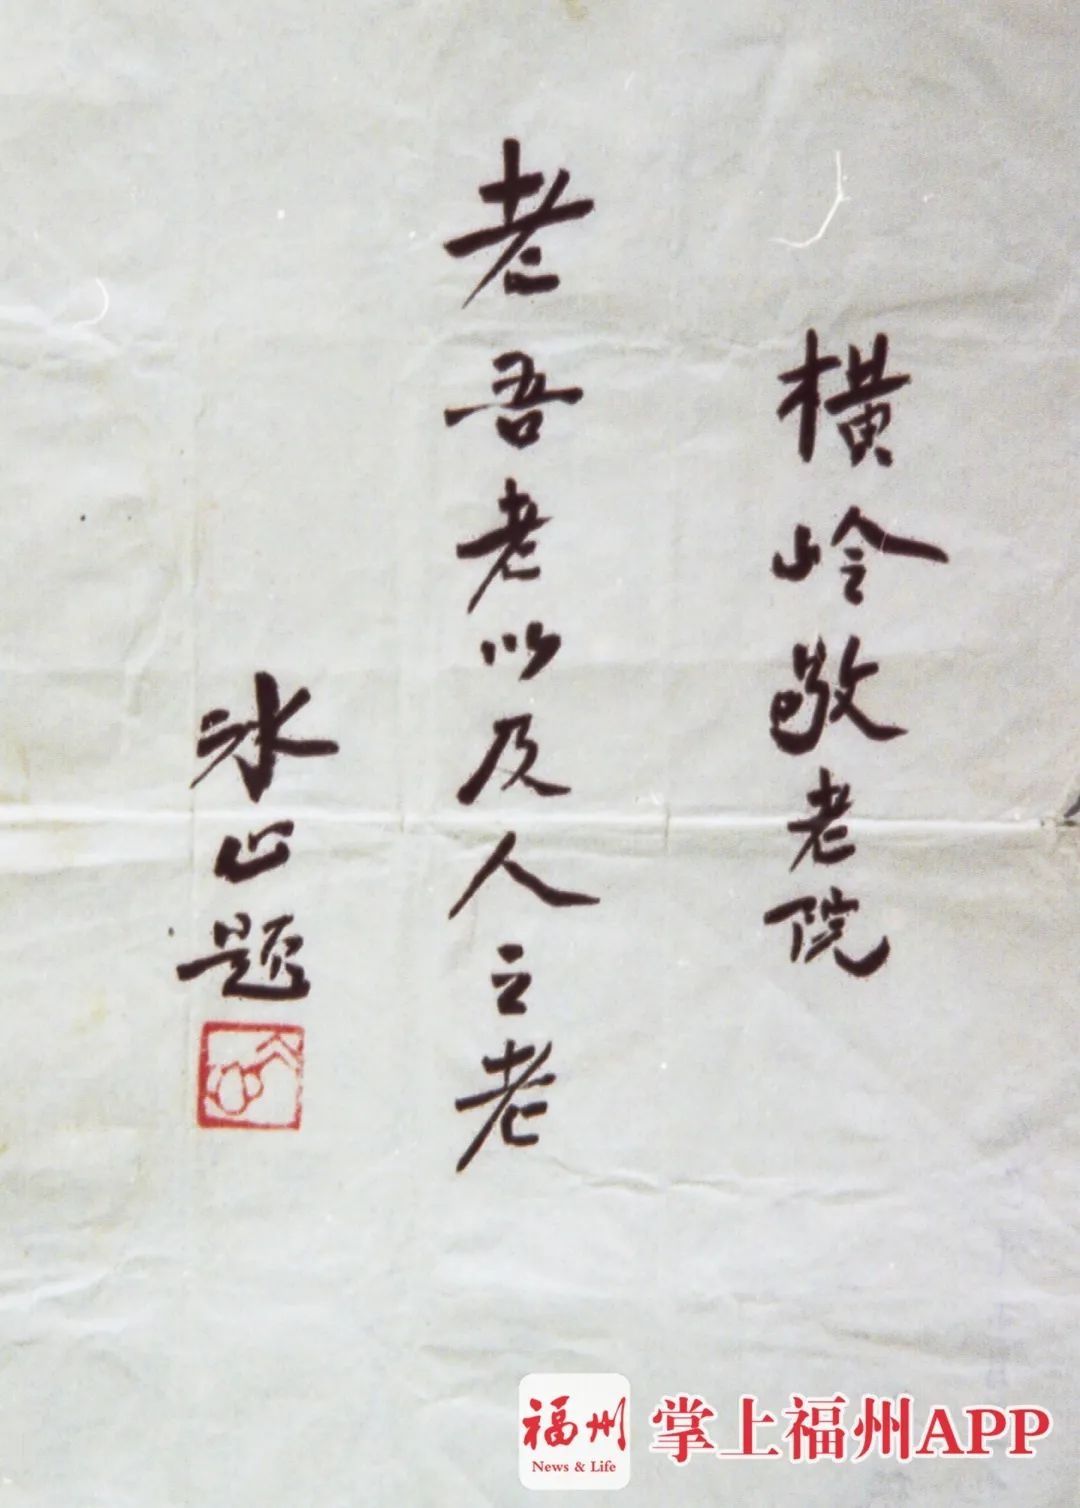 横岭敬老院
老吾老以及人之老
冰心题
福州
News & Life
掌上福州APP